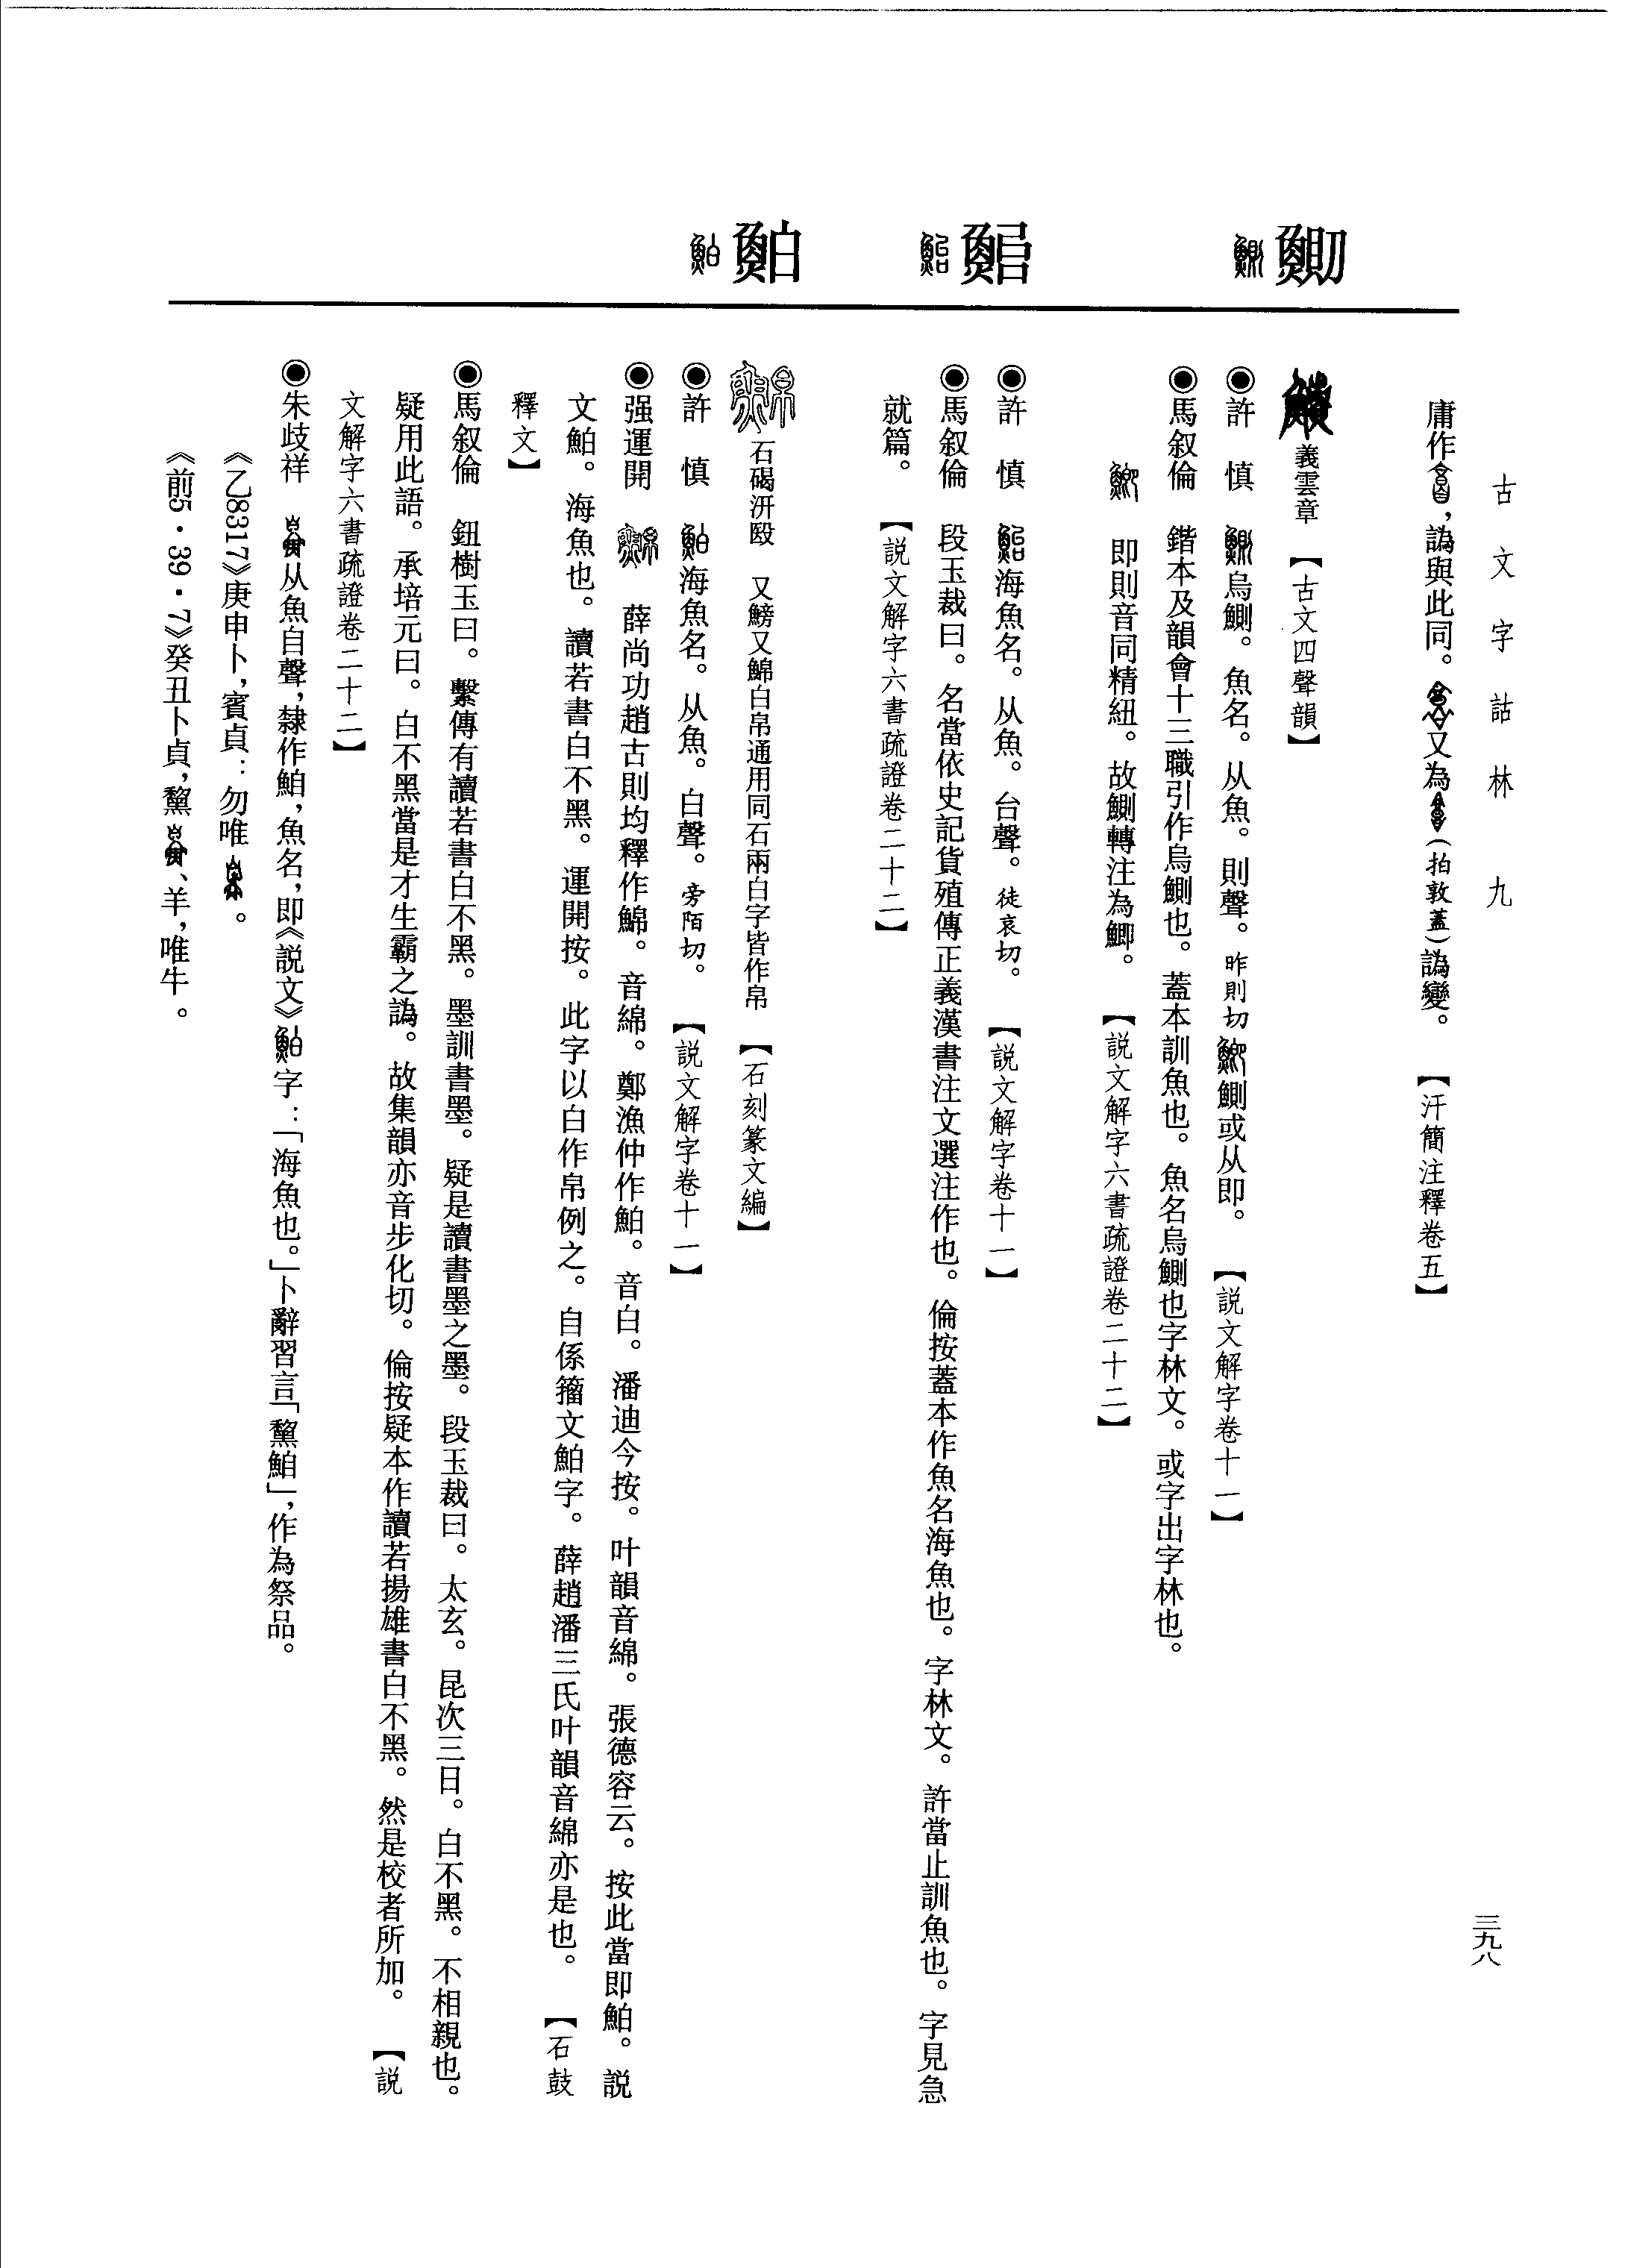 古文字詁林　九
三九八
鰂
鮐
鮊
庸作，譌與此同。又為（拍敦蓋）譌變。【汗簡注釋卷五】
義雲章【古文四聲韻】
◉許　慎　烏鰂。魚名。从魚。則聲。昨則切　鰂或从即。【説文解字卷十一】
◉馬叙倫　鍇本及韻會十三職引作烏鰂也。蓋本訓魚也。魚名烏鰂也字林文。或字出字林也。
即則音同精紐。故鰂轉注為鯽。【説文解字六書疏證卷二十二】
◉許　慎　海魚名。从魚。台聲。徒哀切。【説文解字卷十一】
◉馬叙倫　段玉裁曰。名當依史記貨殖傳正義漢書注文選注作也。倫按蓋本作魚名海魚也。字林文。許當止訓魚也。字見急
就篇。【説文解字六書疏證卷二十二】
石碣汧殹　又鰟又鯞白帛通用同石兩白字皆作帛【石刻篆文編】
◉許　慎　海魚名。从魚。白聲。旁陌切。【説文解字卷十一】
◉强運開　薛尚功趙古則均釋作鯞。音綿。鄭漁仲作鮊。音白。潘迪今按。叶韻音綿。張德容云。按此當即鮊。説
文鮊。海魚也。讀若書白不黑。運開按。此字以白作帛例之。自係籀文鮊字。薛趙潘三氏叶韻音綿亦是也。【石鼓
釋文】
◉馬叙倫　鈕樹玉曰。繫傳有讀若書白不黑。墨訓書墨。疑是讀書墨之墨。段玉裁曰。太玄。昆次三日。白不黑。不相親也。
疑用此語。承培元曰。白不黑當是才生霸之譌。故集韻亦音步化切。倫按疑本作讀若揚雄書白不黑。然是校者所加。【説
文解字六書疏證卷二十二】
◉朱歧祥　从魚自聲，隸作䱓，魚名，即《説文》字：「海魚也。」卜辭習言「䵼䱓」，作為祭品。
《乙8317》庚申卜，賓貞：勿唯。
《前5·39·7》癸丑卜貞，、羊，唯牛。